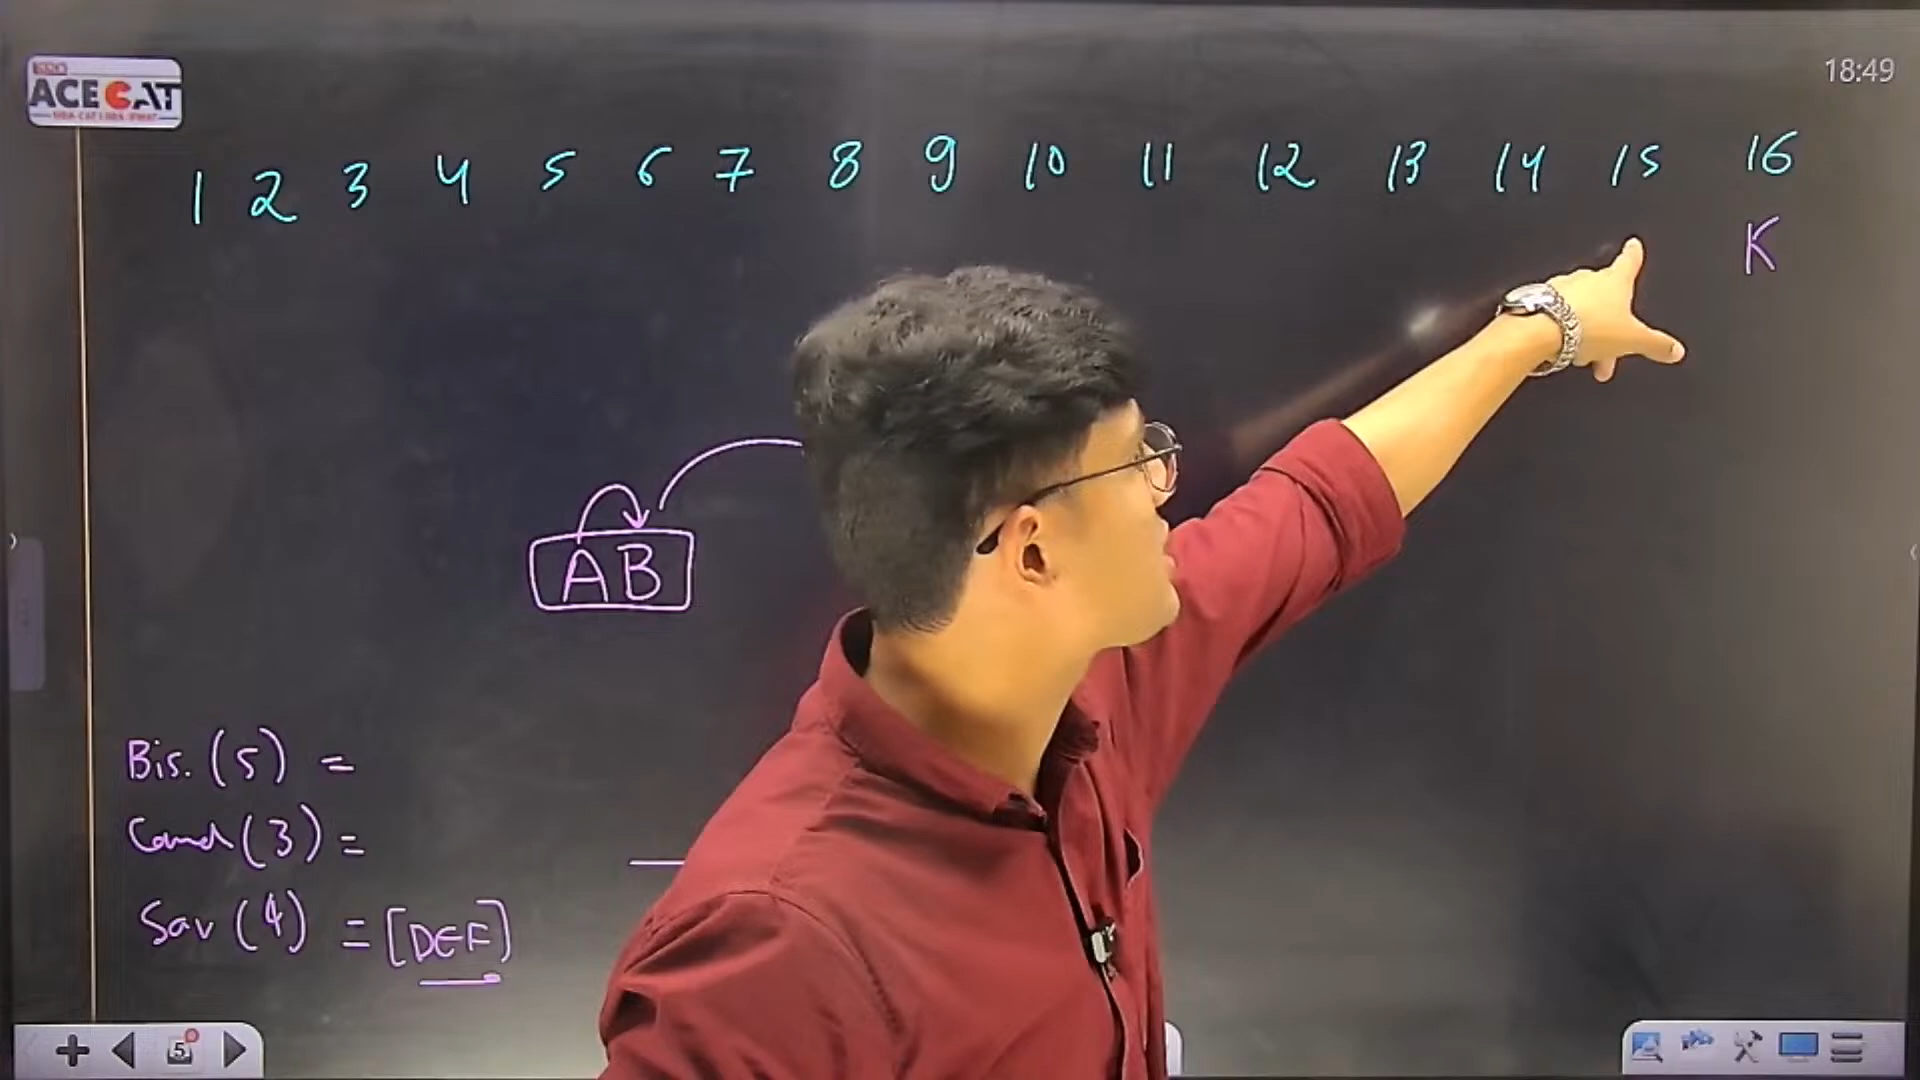 ACE CAT
18:49
1 2 3 4 5 6 7 8 9 10 11 12 13 14 15 16
K
AB
Bis. (5) =
(3) =
Sav (4) = [DEF]
5